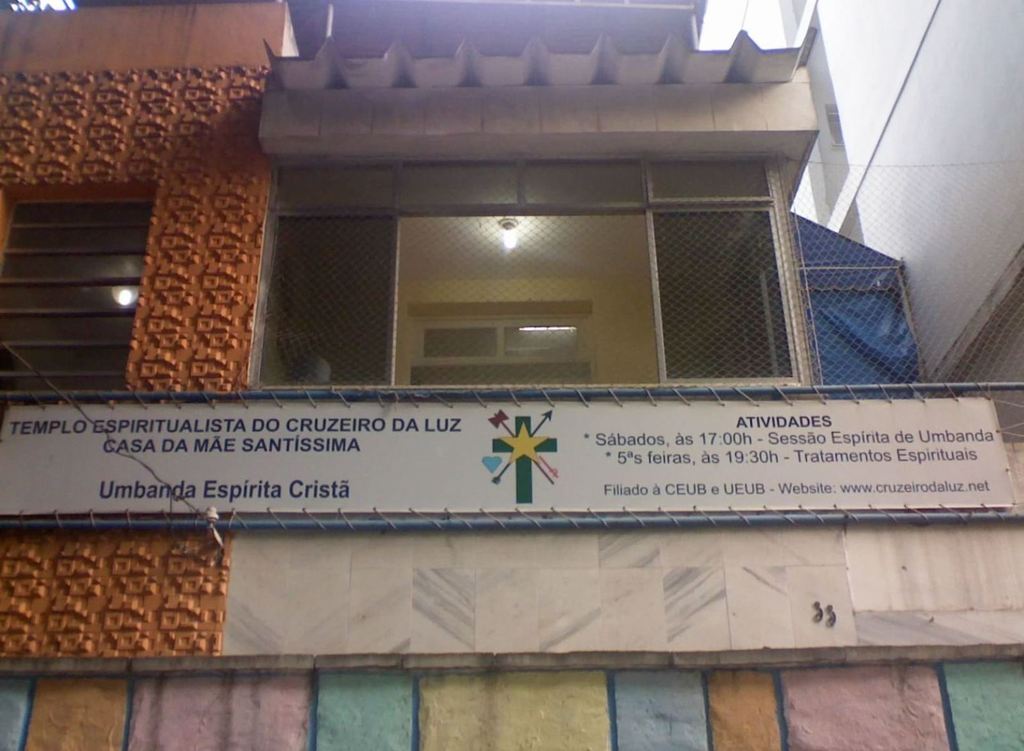 TEMPLO ESPIRITUALISTA DO CRUZEIRO DA LUZ
CASA DA MÃE SANTÍSSIMA
Umbanda Espírita Cristã
ATIVIDADES
* Sábados, às 17:00h - Sessão Espírita de Umbanda
* 5ªs feiras, às 19:30h - Tratamentos Espirituais
Filiado à CEUB e UEUB - Website: www.cruzeirodaluz.net
33